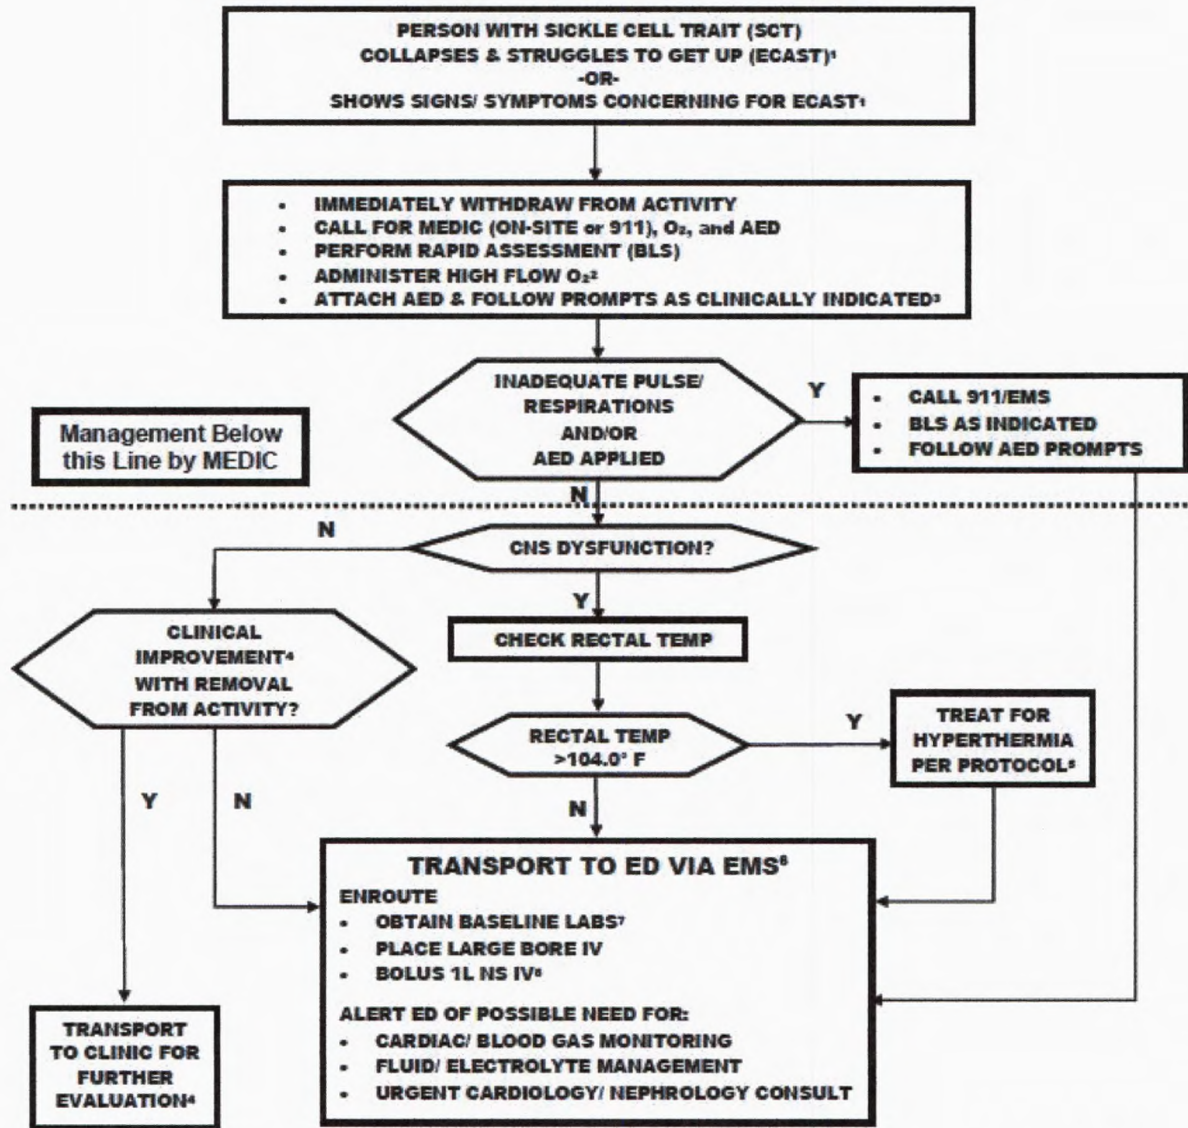 PERSON WITH SICKLE CELL TRAIT (SCT)
COLLAPSES & STRUGGLES TO GET UP (ECAST)¹
-OR-
SHOWS SIGNS/ SYMPTOMS CONCERNING FOR ECAST¹
• IMMEDIATELY WITHDRAW FROM ACTIVITY
• CALL FOR MEDIC (ON-SITE or 911), O₂, and AED
• PERFORM RAPID ASSESSMENT (BLS)
• ADMINISTER HIGH FLOW O₂²
• ATTACH AED & FOLLOW PROMPTS AS CLINICALLY INDICATED³
INADEQUATE PULSE/
RESPIRATIONS
AND/OR
AED APPLIED
Y
• CALL 911/EMS
• BLS AS INDICATED
• FOLLOW AED PROMPTS
Management Below
this Line by MEDIC
N
N
CNS DYSFUNCTION?
Y
CLINICAL
IMPROVEMENT⁴
WITH REMOVAL
FROM ACTIVITY?
CHECK RECTAL TEMP
RECTAL TEMP
>104.0° F
Y
TREAT FOR
HYPERTHERMIA
PER PROTOCOL⁵
Y
N
N
TRANSPORT TO ED VIA EMS⁶
ENROUTE
• OBTAIN BASELINE LABS⁷
• PLACE LARGE BORE IV
• BOLUS 1L NS IV⁸
ALERT ED OF POSSIBLE NEED FOR:
• CARDIAC/ BLOOD GAS MONITORING
• FLUID/ ELECTROLYTE MANAGEMENT
• URGENT CARDIOLOGY/ NEPHROLOGY CONSULT
TRANSPORT
TO CLINIC FOR
FURTHER
EVALUATION⁴